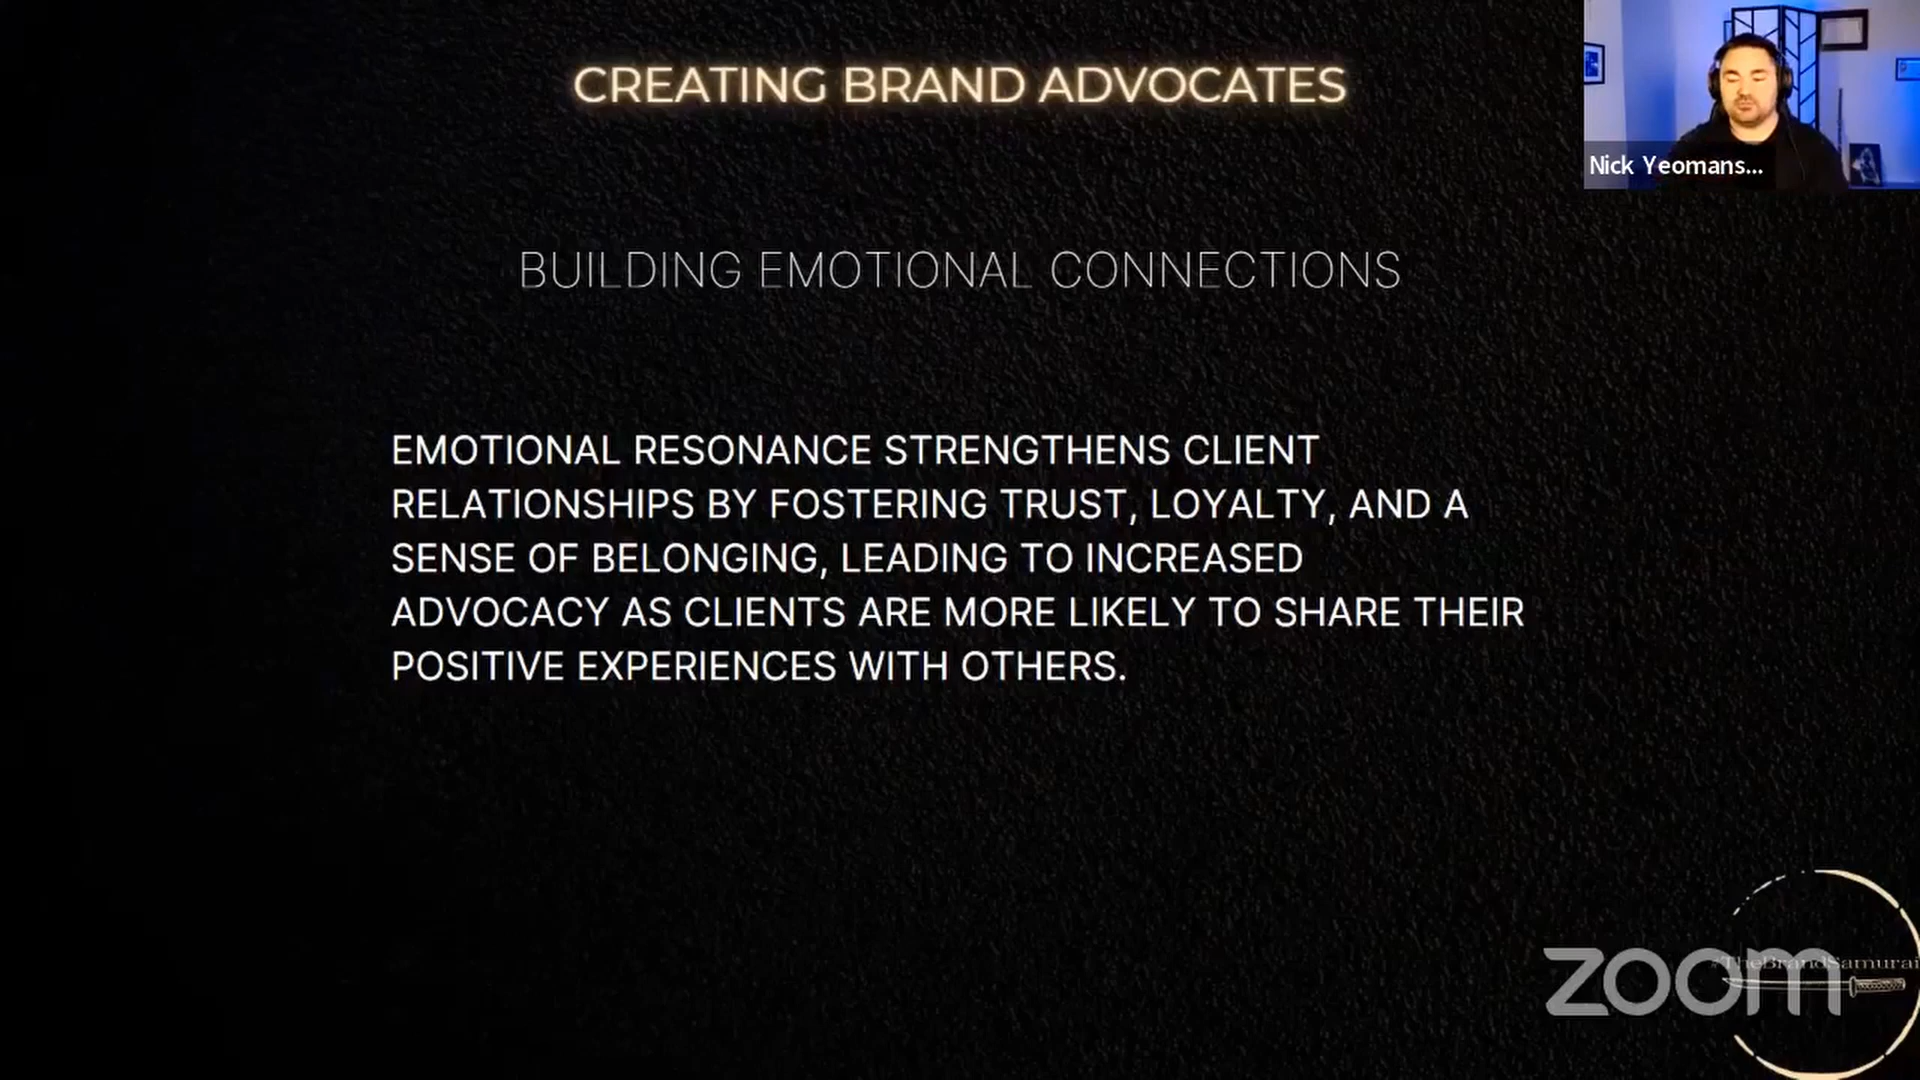 CREATING BRAND ADVOCATES
Nick Yeomans...
BUILDING EMOTIONAL CONNECTIONS
EMOTIONAL RESONANCE STRENGTHENS CLIENT
RELATIONSHIPS BY FOSTERING TRUST, LOYALTY, AND A
SENSE OF BELONGING, LEADING TO INCREASED
ADVOCACY AS CLIENTS ARE MORE LIKELY TO SHARE THEIR
POSITIVE EXPERIENCES WITH OTHERS.
#TheBrandSamurai
zoom